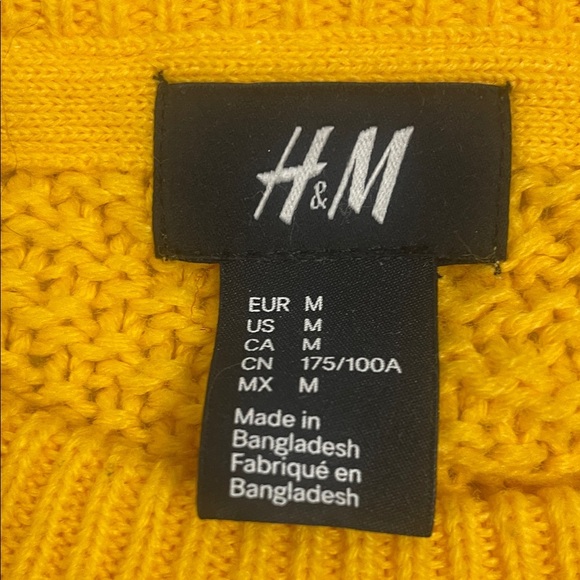 H&M
EUR M
US M
CA M
CN 175/100A
MX M
Made in
Bangladesh
Fabriqué en
Bangladesh